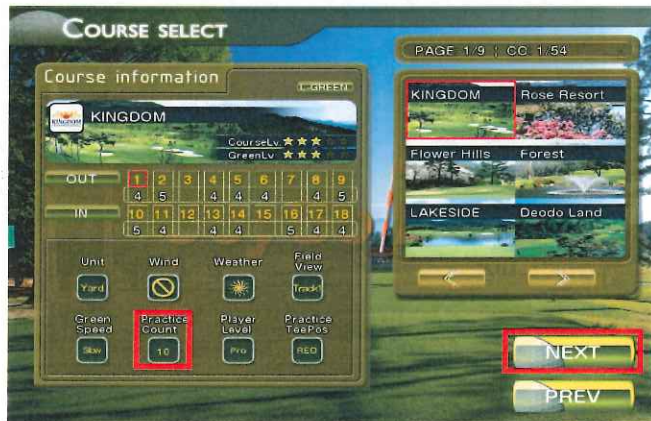 COURSE SELECT
PAGE 1/9 : CC 1/54
Course information
L-GREEN
KINGDOM
KINGDOM
CourseLv. ★★★
GreenLv ★★★
OUT 1 2 3 4 5 6 7 8 9
4 5 4 4 4 4 5
IN 10 11 12 13 14 15 16 17 18
5 4 4 4 5 4 4
Unit Wind Weather Field View
Yard Track1
Green Speed Practice Count Player Level Practice TeePos
Slow 10 Pro RED
KINGDOM Rose Resort
Flower Hills Forest
LAKESIDE Deodo Land
NEXT
PREV